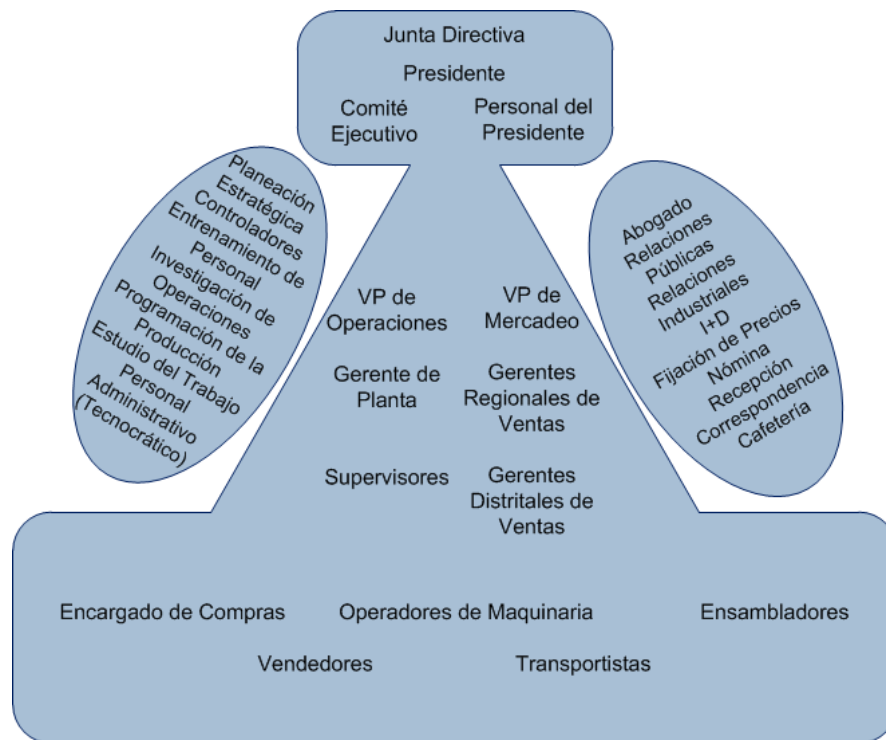 Junta Directiva
Presidente
Comité
Ejecutivo
Personal del
Presidente
Planeación
Estratégica
Controladores
Entrenamiento de
Personal
Investigación de
Operaciones
Programación de la
Producción
Estudio del Trabajo
Personal
Administrativo
(Tecnocrático)
Abogado
Relaciones
Públicas
Relaciones
Industriales
I+D
Fijación de Precios
Nómina
Recepción
Correspondencia
Cafetería
VP de
Operaciones
VP de
Mercadeo
Gerente de
Planta
Gerentes
Regionales de
Ventas
Supervisores
Gerentes
Distritales de
Ventas
Encargado de Compras
Operadores de Maquinaria
Ensambladores
Vendedores
Transportistas